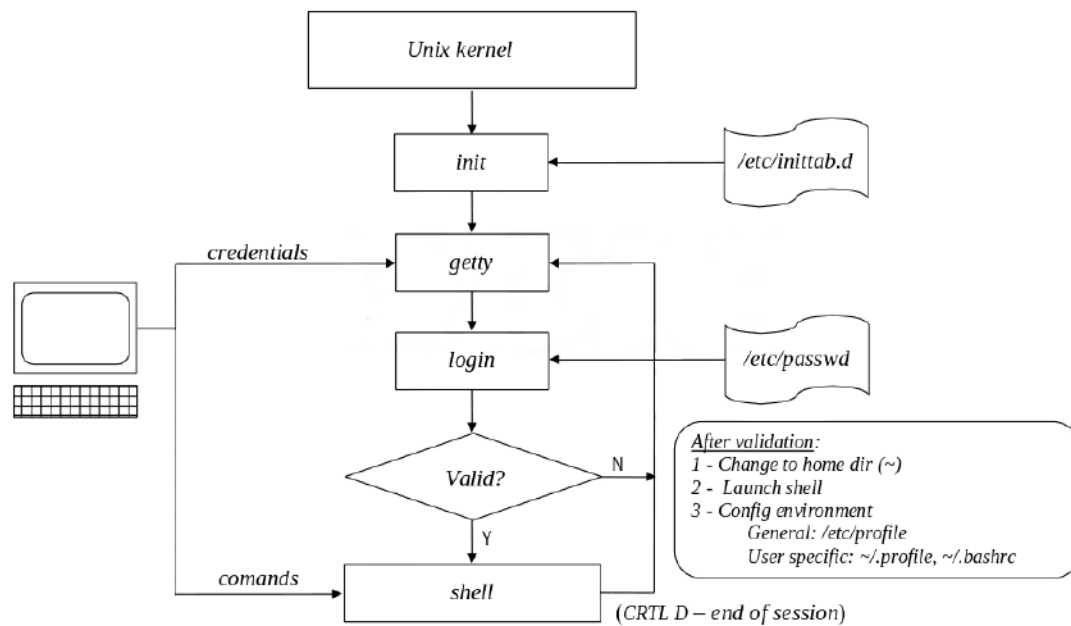 Unix kernel
init
/etc/inittab.d
credentials
getty
login
/etc/passwd
Valid?
N
Y
After validation:
1 - Change to home dir (~)
2 - Launch shell
3 - Config environment
General: /etc/profile
User specific: ~/.profile, ~/.bashrc
comands
shell
(CRTL D – end of session)